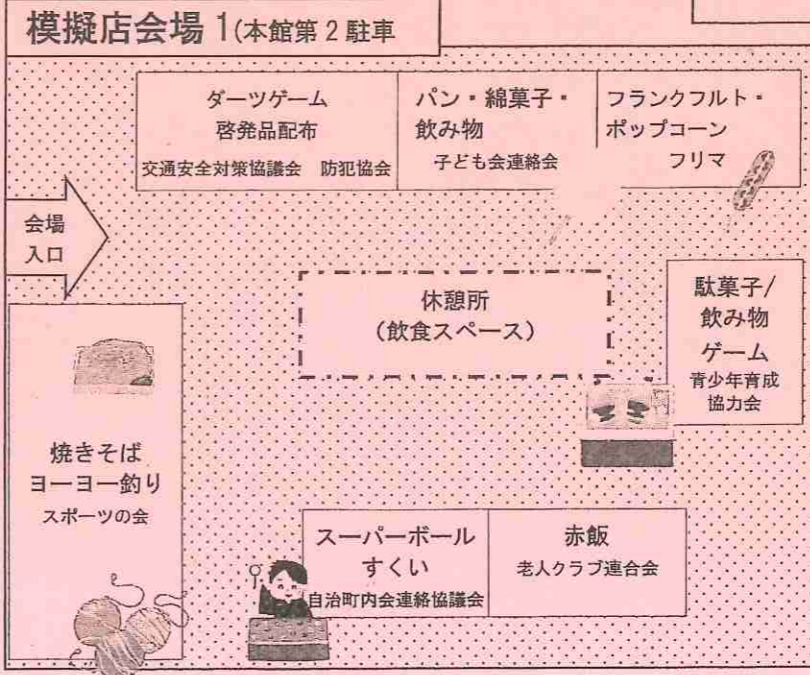 模擬店会場 1(本館第 2 駐車
ダーツゲーム
啓発品配布
交通安全対策協議会　防犯協会
パン・綿菓子・
飲み物
子ども会連絡会
フランクフルト・
ポップコーン
フリマ
会場
入口
休憩所
（飲食スペース）
駄菓子/
飲み物
ゲーム
青少年育成
協力会
焼きそば
ヨーヨー釣り
スポーツの会
スーパーボール
すくい
自治町内会連絡協議会
赤飯
老人クラブ連合会